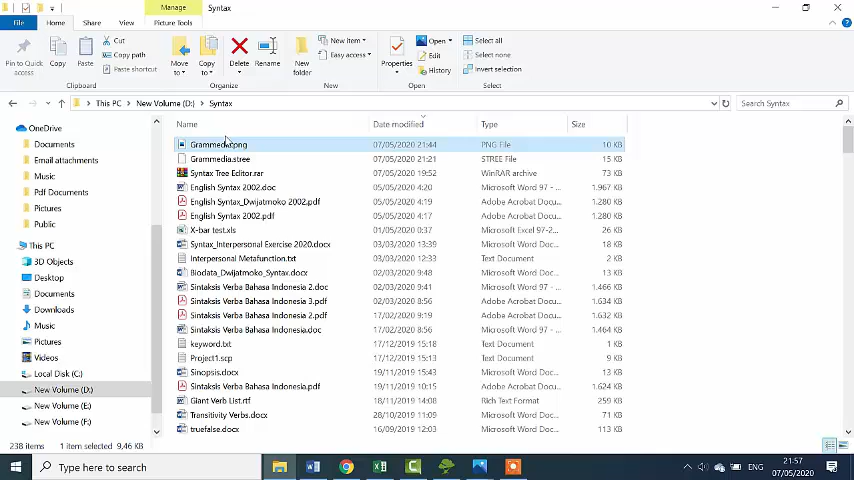 Manage
Syntax
File
Home
Share
View
Picture Tools
Pin to Quick access
Copy
Paste
Cut
Copy path
Paste shortcut
Clipboard
Move to
Copy to
Delete
Rename
Organize
New folder
New item
Easy access
New
Properties
Open
Edit
History
Open
Select all
Select none
Invert selection
Select
This PC
New Volume (D:)
Syntax
Search Syntax
Name
Date modified
Type
Size
OneDrive
Documents
Email attachments
Music
Pdf Documents
Pictures
Public
This PC
3D Objects
Desktop
Documents
Downloads
Music
Pictures
Videos
Local Disk (C:)
New Volume (D:)
New Volume (E:)
New Volume (F:)
07/05/2020 21:44 PNG File 10 KB
Grammedia.stree 07/05/2020 21:21 STREE File 15 KB
Syntax Tree Editor.rar 07/05/2020 19:52 WinRAR archive 73 KB
English Syntax 2002.doc 05/05/2020 4:20 Microsoft Word 97 -... 1.967 KB
English Syntax_Dwijatmoko 2002.pdf 05/05/2020 4:19 Adobe Acrobat Docu... 1.280 KB
English Syntax 2002.pdf 05/05/2020 4:17 Adobe Acrobat Docu... 1.280 KB
X-bar test.xls 01/05/2020 0:37 Microsoft Excel 97-2... 26 KB
Syntax_Interpersonal Exercise 2020.docx 03/03/2020 13:39 Microsoft Word Doc... 18 KB
Interpersonal Metafunction.txt 03/03/2020 13:33 Text Document 2 KB
Biodata_Dwijatmoko_Syntax.docx 02/03/2020 9:48 Microsoft Word Doc... 13 KB
Sintaksis Verba Bahasa Indonesia 2.doc 02/03/2020 9:41 Microsoft Word 97 -... 1.466 KB
Sintaksis Verba Bahasa Indonesia 3.pdf 02/03/2020 8:56 Adobe Acrobat Docu... 1.634 KB
Sintaksis Verba Bahasa Indonesia 2.pdf 17/02/2020 9:19 Adobe Acrobat Docu... 1.632 KB
Sintaksis Verba Bahasa Indonesia.doc 17/02/2020 8:56 Microsoft Word 97 -... 1.464 KB
keyword.txt 17/12/2019 15:18 Text Document 1 KB
Project1.scp 17/12/2019 15:13 Microsoft Word Doc... 9 KB
Sinopsis.docx 19/11/2019 15:43 Microsoft Word Doc... 13 KB
Sintaksis Verba Bahasa Indonesia.pdf 19/11/2019 10:15 Adobe Acrobat Docu... 1.624 KB
Giant Verb List.rtf 18/11/2019 14:08 Rich Text Format 259 KB
Transitivity Verbs.docx 28/10/2019 11:09 Microsoft Word Doc... 71 KB
truefalse.docx 16/09/2019 12:03 Microsoft Word Doc... 113 KB
238 items 1 item selected 9,46 KB
Type here to search
ENG
21:57
07/05/2020